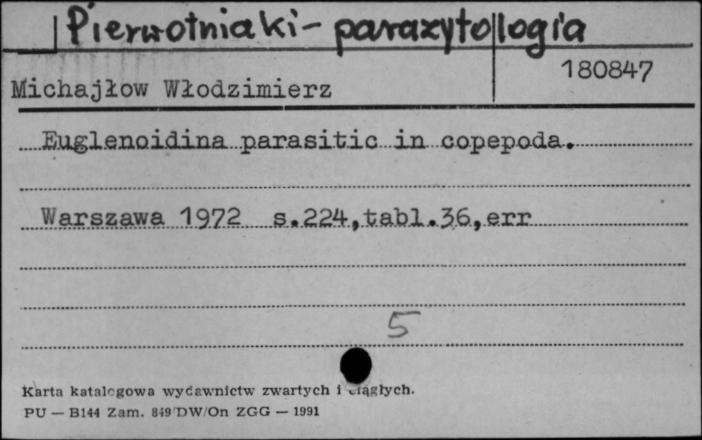 Pierwotniaki - parazytologia
180847
Michajłow Włodzimierz
Euglenoidina parasitic in copepoda.
Warszawa 1972 s.224,tabl.36,err
5
Karta katalogowa wydawnictw zwartych i ciągłych.
PU — B144 Zam. 849/DW/On ZGG — 1991